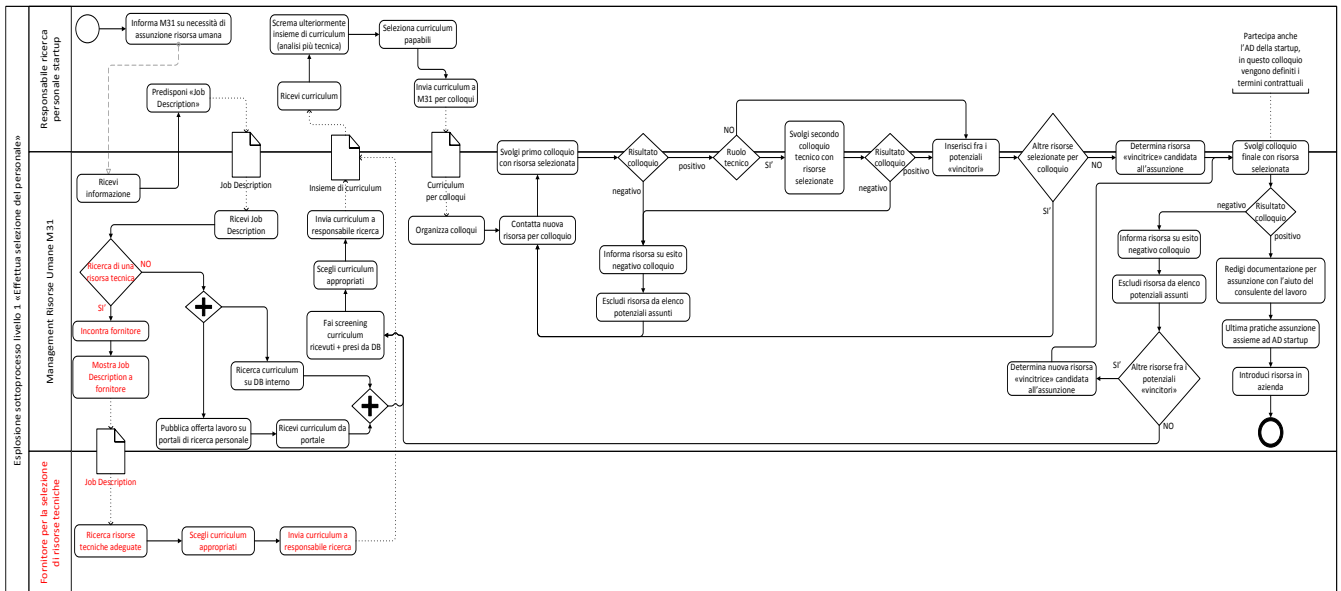 Esplosione sottoprocesso livello 1 «Effettua selezione del personale»
Responsabile ricerca
personale startup
Informa M31 su necessità di
assunzione risorsa umana
Predisponi «Job
Description»
Screma ulteriormente
insieme di curriculum
(analisi più tecnica)
Seleziona curriculum
papabili
Ricevi curriculum
Invia curriculum a
M31 per colloqui
Partecipa anche
l'AD della startup,
in questo colloquio
vengono definiti i
termini contrattuali
Management Risorse Umane M31
Ricevi
informazione
Job Description
Insieme di curriculum
Curriculum
per colloqui
Svolgi primo colloquio
con risorsa selezionata
Risultato
colloquio
positivo
negativo
Ruolo
tecnico
NO
SI'
Svolgi secondo
colloquio
tecnico con
risorse
selezionate
Risultato
colloquio
positivo
negativo
Inserisci fra i
potenziali
«vincitori»
Altre risorse
selezionate per
colloquio
NO
SI'
Determina risorsa
«vincitrice» candidata
all'assunzione
Svolgi colloquio
finale con risorsa
selezionata
Ricevi Job
Description
Invia curriculum a
responsabile ricerca
Organizza colloqui
Contatta nuova
risorsa per colloquio
Risultato
colloquio
negativo
positivo
Ricerca di una
risorsa tecnica
NO
SI'
Scegli curriculum
appropriati
Informa risorsa su esito
negativo colloquio
Escludi risorsa da elenco
potenziali assunti
Informa risorsa su esito
negativo colloquio
Escludi risorsa da elenco
potenziali assunti
Redigi documentazione per
assunzione con l'aiuto del
consulente del lavoro
Incontra fornitore
Fai screening
curriculum
ricevuti + presi da DB
Ultima pratiche assunzione
assieme ad AD startup
Mostra Job
Description a
fornitore
Ricerca curriculum
su DB interno
Determina nuova risorsa
«vincitrice» candidata
all'assunzione
SI'
Altre risorse fra i
potenziali
«vincitori»
NO
Introduci risorsa in
azienda
Pubblica offerta lavoro su
portali di ricerca personale
Ricevi curriculum da
portale
Fornitore per la selezione
di risorse tecniche
Job Description
Ricerca risorse
tecniche adeguate
Scegli curriculum
appropriati
Invia curriculum a
responsabile ricerca